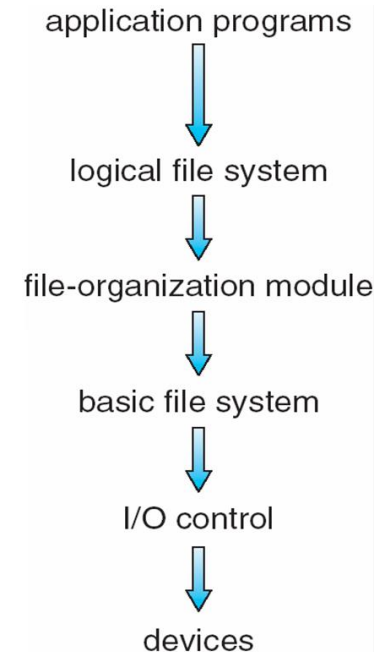 application programs
logical file system
file-organization module
basic file system
I/O control
devices